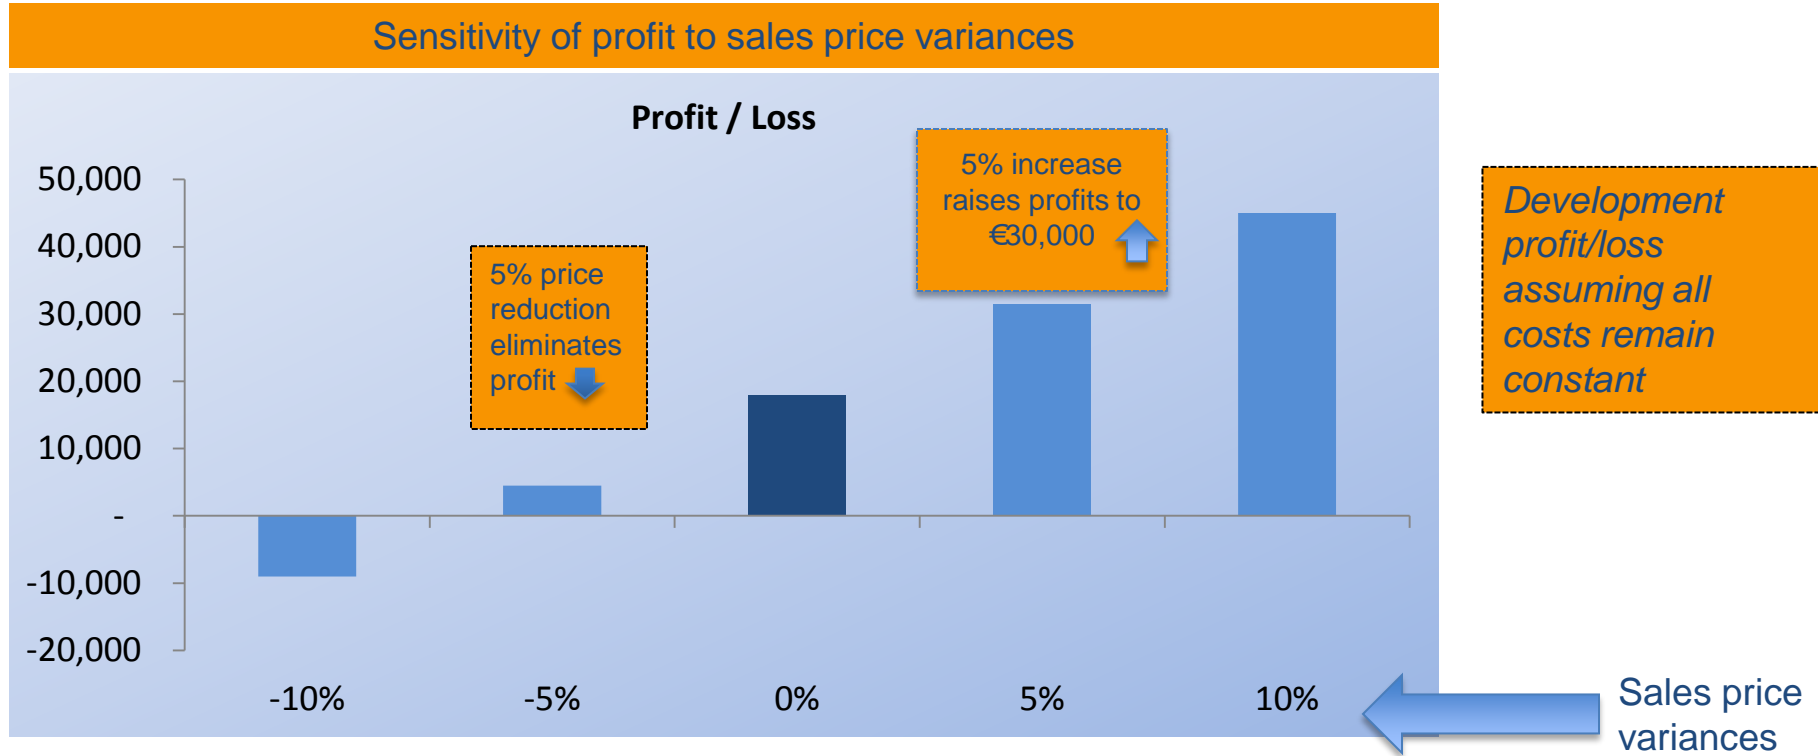 Sensitivity of profit to sales price variances
Profit / Loss
50,000
40,000
30,000
20,000
10,000
-
-10,000
-20,000
5% price
reduction
eliminates
profit
5% increase
raises profits to
€30,000
-10%
-5%
0%
5%
10%
Development
profit/loss
assuming all
costs remain
constant
Sales price
variances